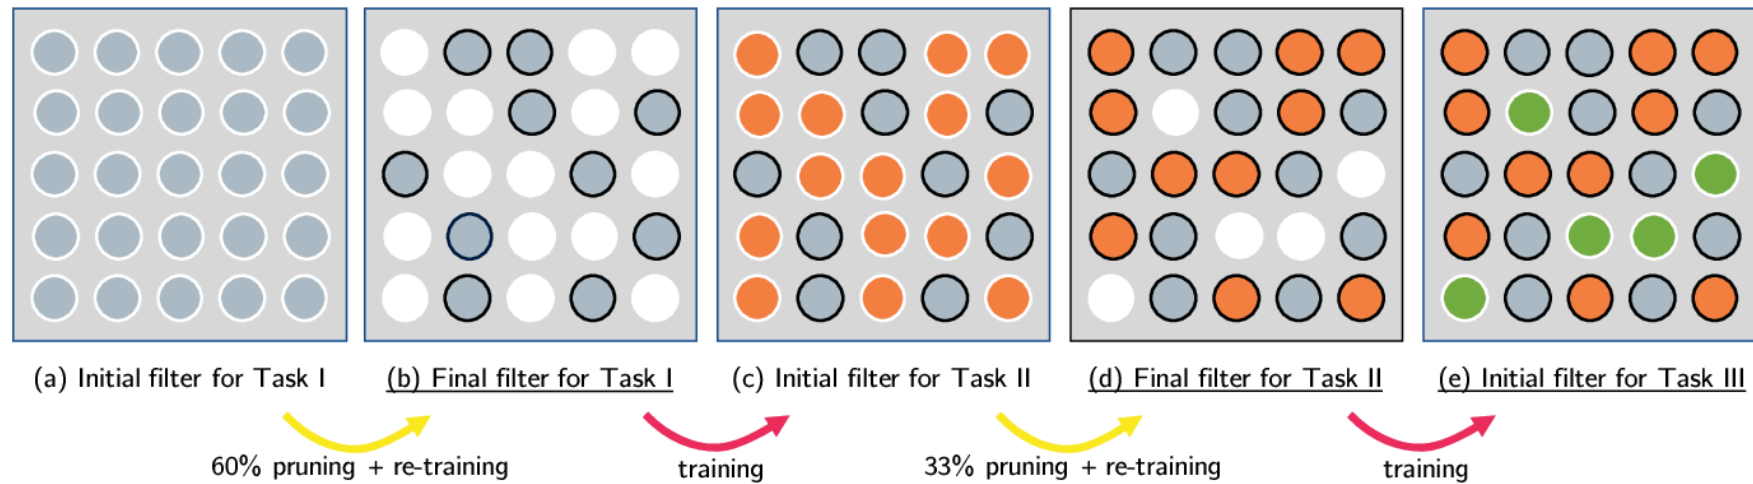 (a) Initial filter for Task I
(b) Final filter for Task I
(c) Initial filter for Task II
(d) Final filter for Task II
(e) Initial filter for Task III
60% pruning + re-training
training
33% pruning + re-training
training